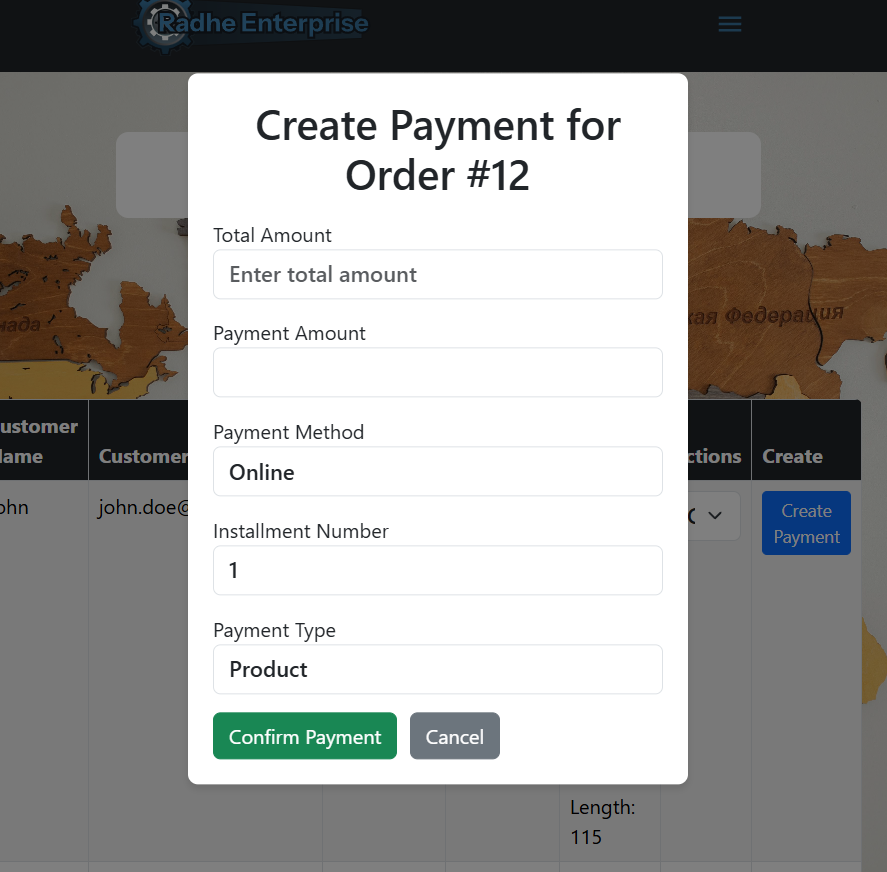 Radhe Enterprise
Create Payment for
Order #12
Total Amount
Enter total amount
Payment Amount
Payment Method
Online
Installment Number
1
Payment Type
Product
Confirm Payment
Cancel
нада
кая Федерация
ustomer
ame
Customer
ctions
Create
ohn
john.doe@
Create
Payment
Length:
115